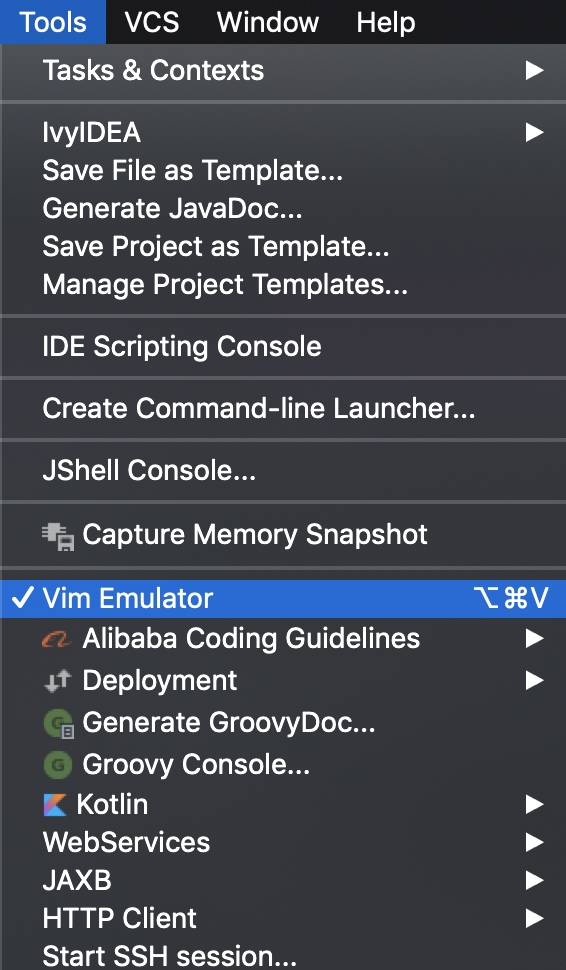 Tools VCS Window Help
Tasks & Contexts
IvyIDEA
Save File as Template...
Generate JavaDoc...
Save Project as Template...
Manage Project Templates...
IDE Scripting Console
Create Command-line Launcher...
JShell Console...
Capture Memory Snapshot
✓ Vim Emulator ⌥⌘V
Alibaba Coding Guidelines
Deployment
Generate GroovyDoc...
Groovy Console...
Kotlin
WebServices
JAXB
HTTP Client
Start SSH session...